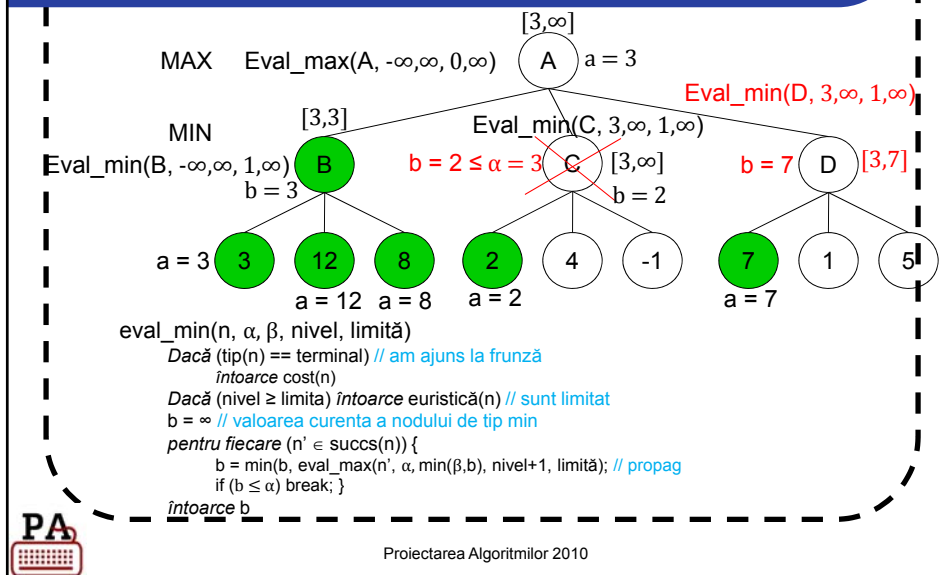 [3,∞]
MAX Eval_max(A, -∞,∞, 0,∞) A a = 3
Eval_min(D, 3,∞, 1,∞)
MIN [3,3] Eval_min(C, 3,∞, 1,∞)
Eval_min(B, -∞,∞, 1,∞) B b = 2 ≤ α = 3 C [3,∞] b = 7 D [3,7]
b = 3 b = 2
a = 3 3 12 8 2 4 -1 7 1 5
a = 12 a = 8 a = 2 a = 7
eval_min(n, α, β, nivel, limită)
Dacă (tip(n) == terminal) // am ajuns la frunză
întoarce cost(n)
Dacă (nivel ≥ limita) întoarce euristică(n) // sunt limitat
b = ∞ // valoarea curenta a nodului de tip min
pentru fiecare (n' ∈ succs(n)) {
b = min(b, eval_max(n', α, min(β,b), nivel+1, limită); // propag
if (b ≤ α) break; }
întoarce b
PA
Proiectarea Algoritmilor 2010